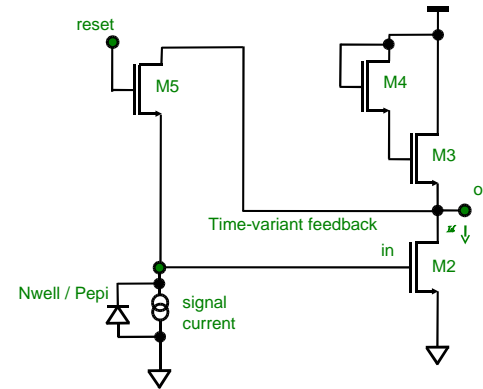 reset
M5
M4
M3
o
Time-variant feedback
in
M2
Nwell / Pepi
signal
current